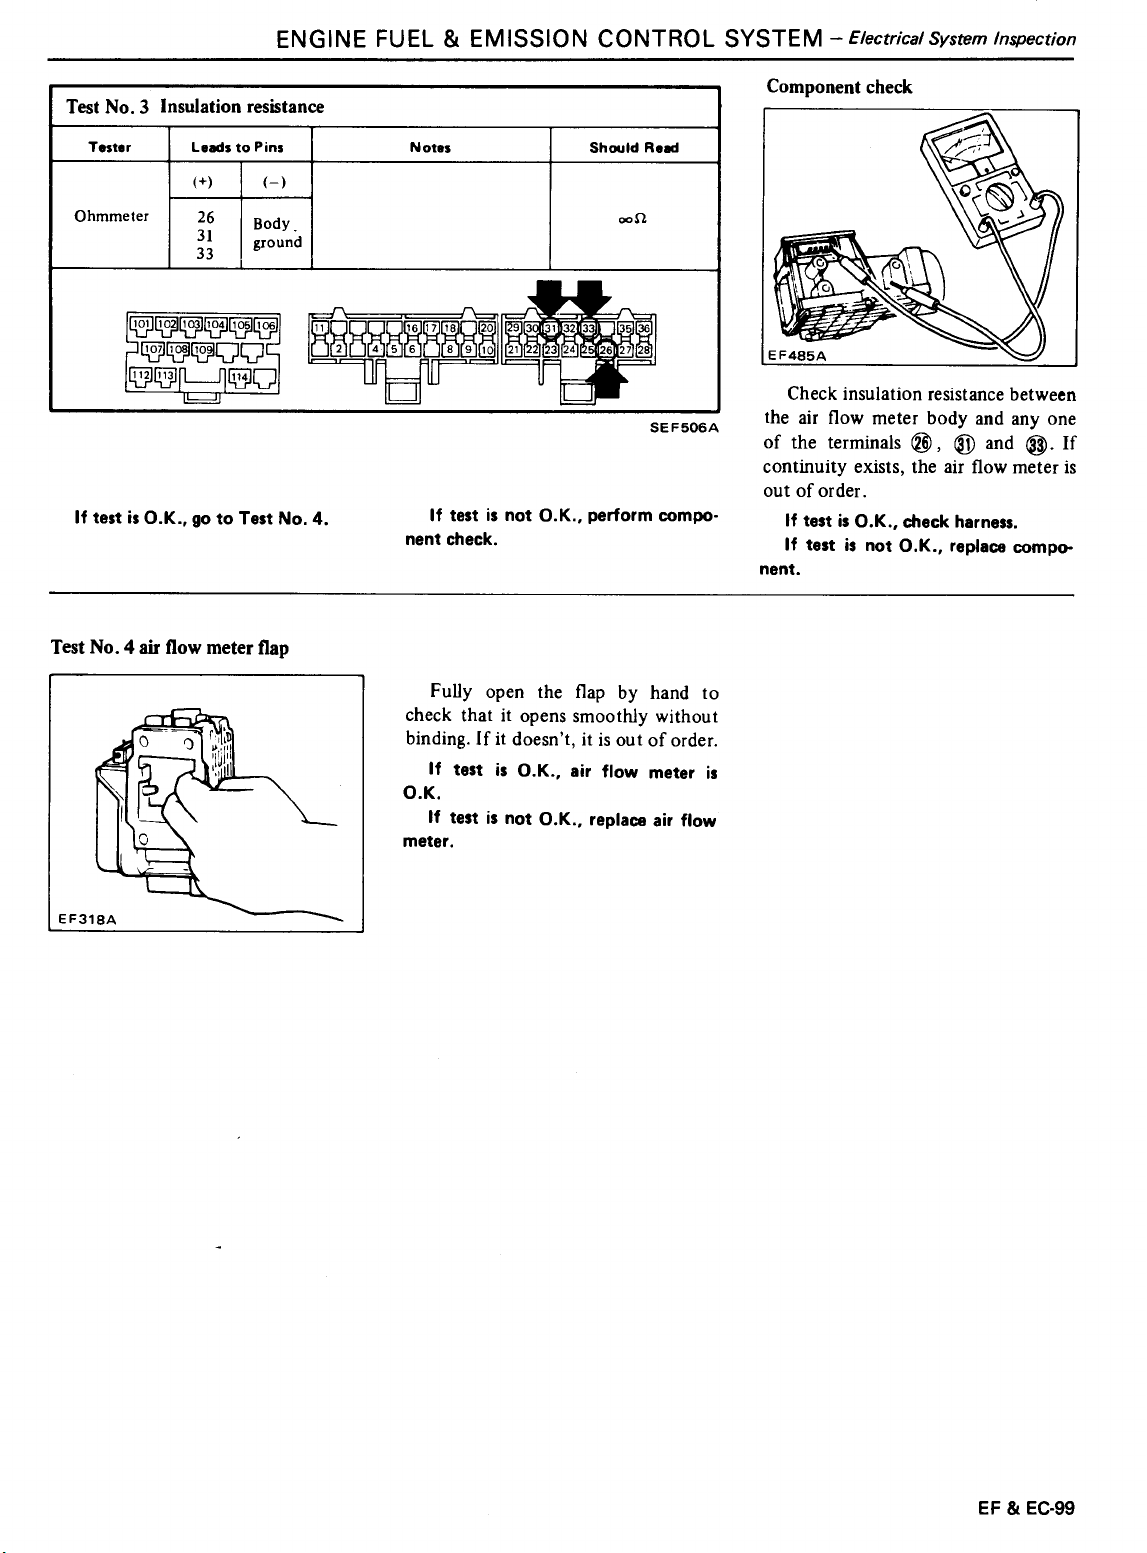 ENGINE FUEL & EMISSION CONTROL SYSTEM – Electrical System Inspection
Test No. 3 Insulation resistance
Tester Leads to Pins Notes Should Read
(+) (−)
Ohmmeter 26 31 33 Body ground ∞Ω
101 102 103 104 105 106
107 108 109
112 113 114
11 16 17 18 20
2 4 5 6 8 9 10
29 30 31 32 33 35 36
21 22 23 24 25 26 27 28
SEF506A
If test is O.K., go to Test No. 4.
If test is not O.K., perform compo-
nent check.
Component check
EF485A
Check insulation resistance between
the air flow meter body and any one
of the terminals ㉖, ㉛ and ㉝. If
continuity exists, the air flow meter is
out of order.
If test is O.K., check harness.
If test is not O.K., replace compo-
nent.
Test No. 4 air flow meter flap
EF318A
Fully open the flap by hand to
check that it opens smoothly without
binding. If it doesn't, it is out of order.
If test is O.K., air flow meter is
O.K.
If test is not O.K., replace air flow
meter.
EF & EC-99